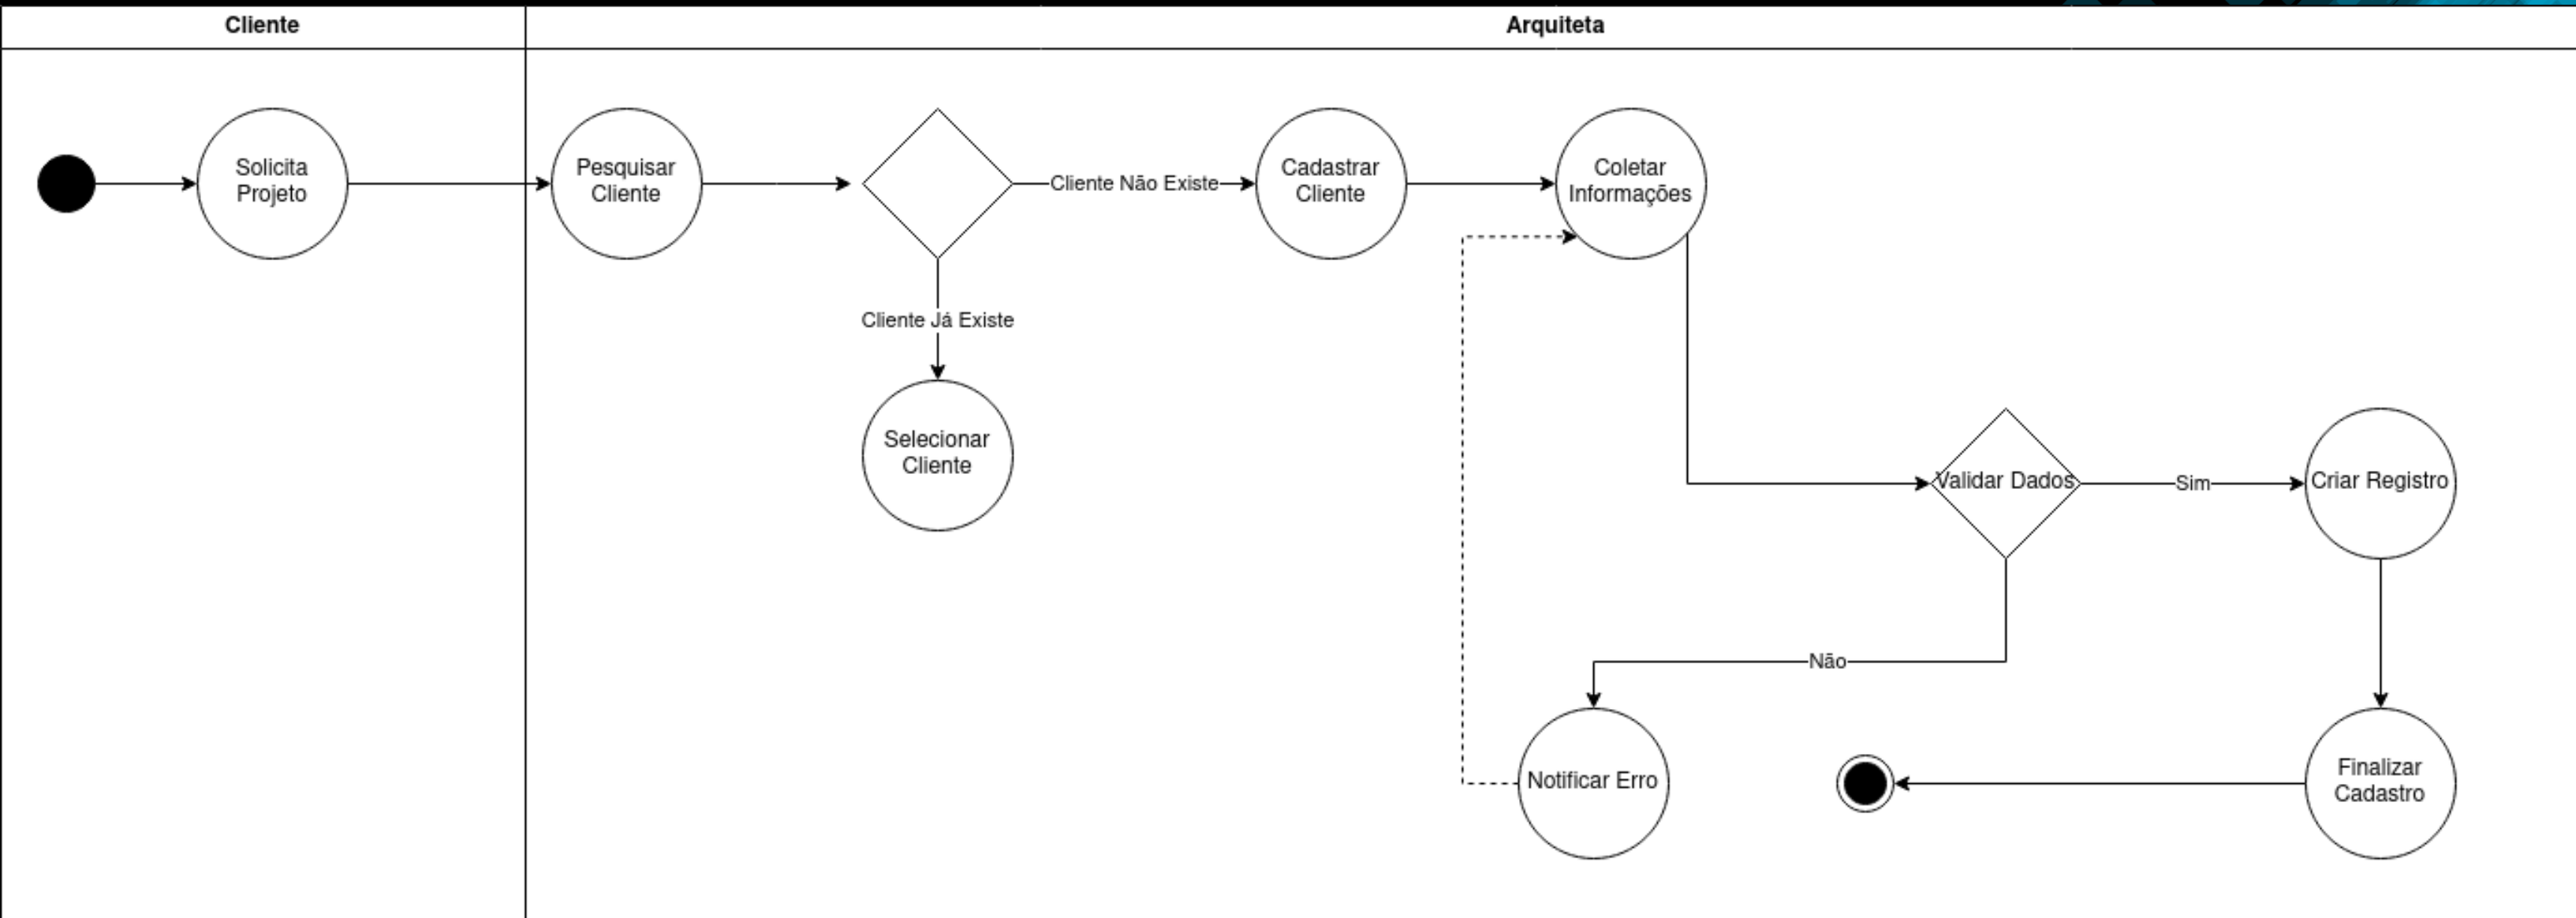 Cliente
Arquiteta
Solicita
Projeto
Pesquisar
Cliente
Cliente Não Existe
Cadastrar
Cliente
Coletar
Informações
Cliente Já Existe
Selecionar
Cliente
Validar Dados
Sim
Criar Registro
Não
Notificar Erro
Finalizar
Cadastro